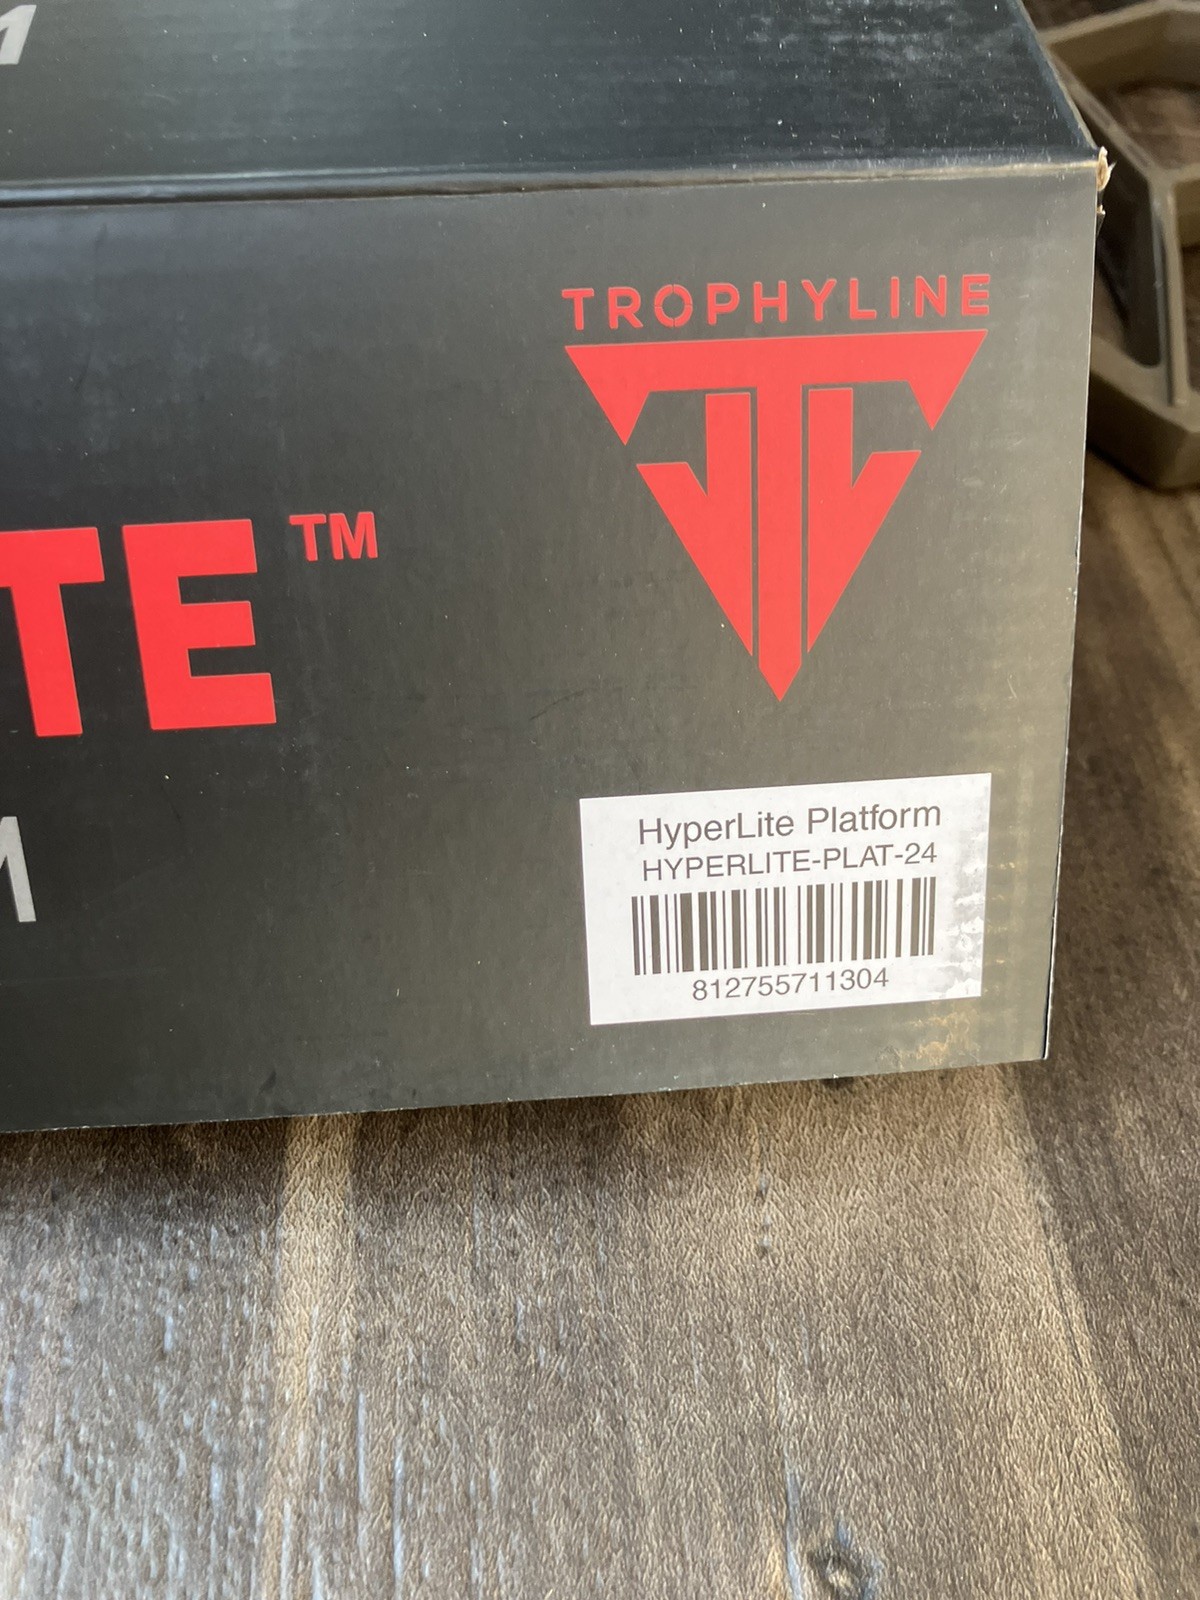 TROPHYLINE
TE™
HyperLite Platform
HYPERLITE-PLAT-24
812755711304